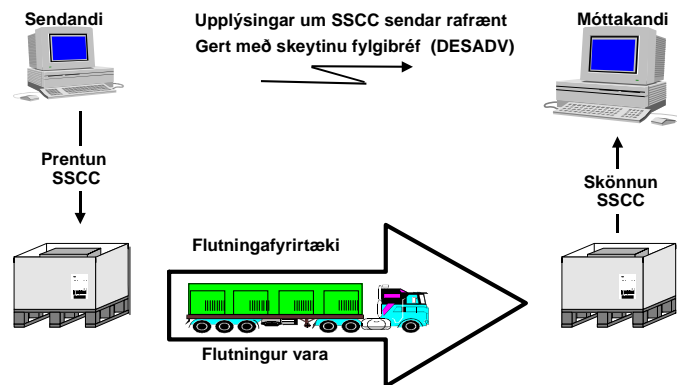 Sendandi
Upplýsingar um SSCC sendar rafrænt
Gert með skeytinu fylgibréf (DESADV)
Móttakandi
Prentun
SSCC
Skönnun
SSCC
Flutningafyrirtæki
Flutningur vara